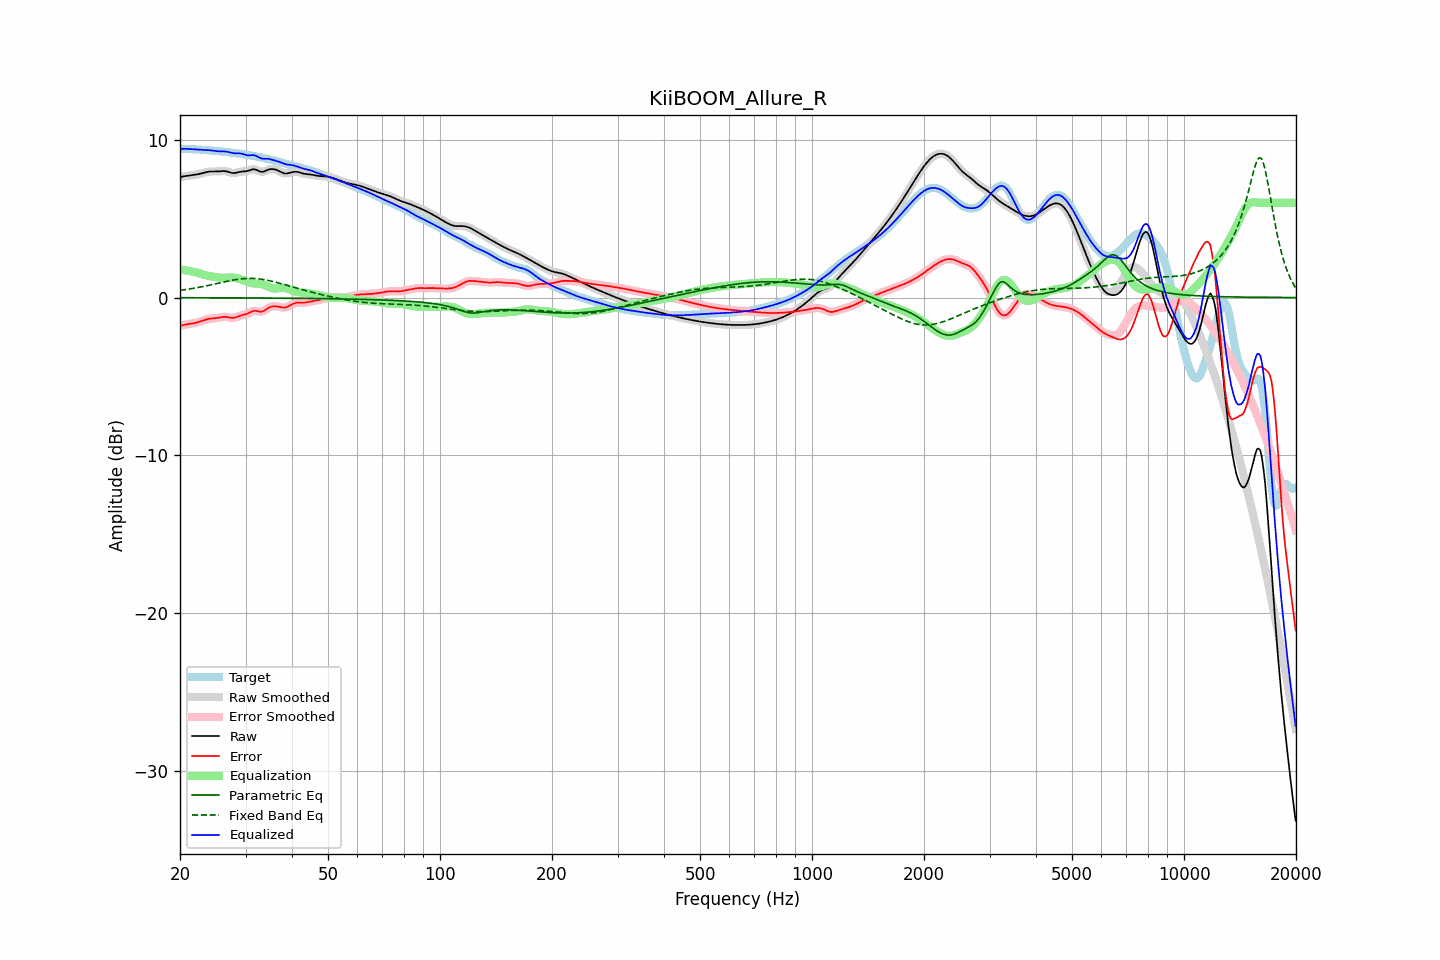 KiiBOOM_Allure_R
10
0
−10
−20
−30
Amplitude (dBr)
Target
Raw Smoothed
Error Smoothed
Raw
Error
Equalization
Parametric Eq
Fixed Band Eq
Equalized
20 50 100 200 500 1000 2000 5000 10000 20000
Frequency (Hz)